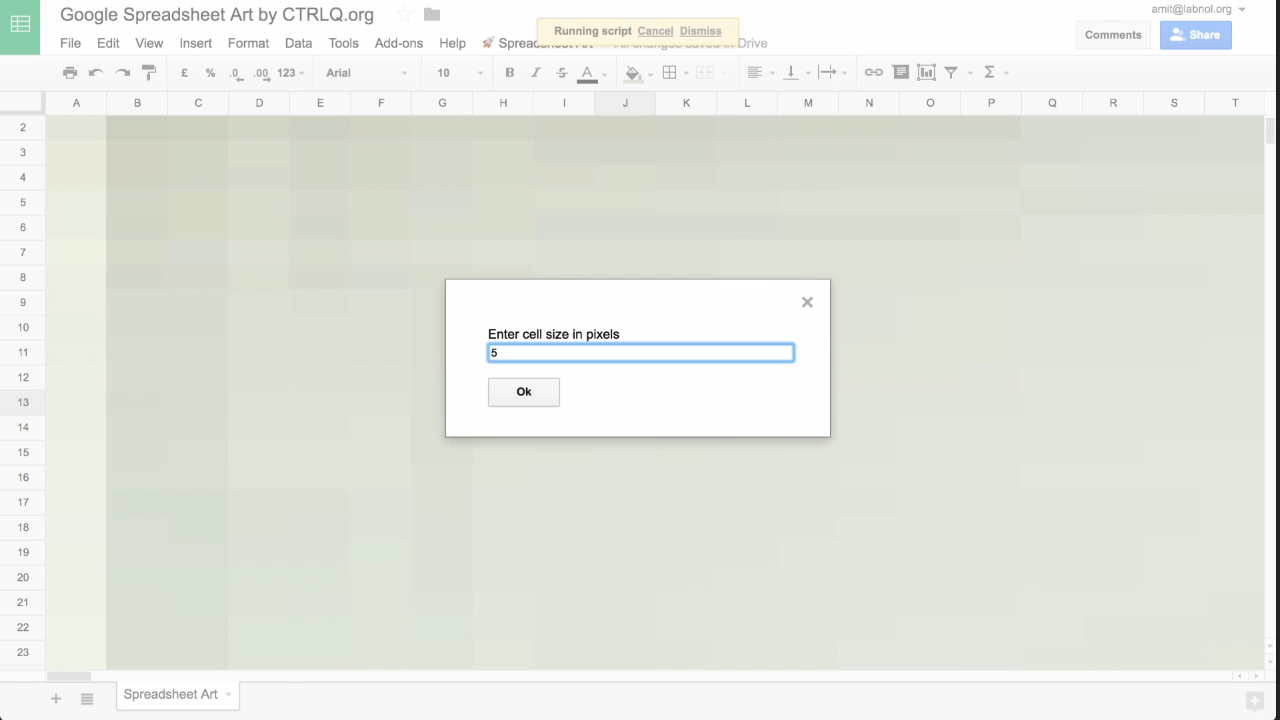 Google Spreadsheet Art by CTRLQ.org
amit@labnol.org
Running script Cancel Dismiss
File Edit View Insert Format Data Tools Add-ons Help
Comments
Share
£ % .0 .00 123 Arial 10 B I S A Σ
A B C D E F G H I J K L M N O P Q R S T
2
3
4
5
6
7
8
9
10
11
12
13
14
15
16
17
18
19
20
21
22
23
Enter cell size in pixels
5
Ok
Spreadsheet Art